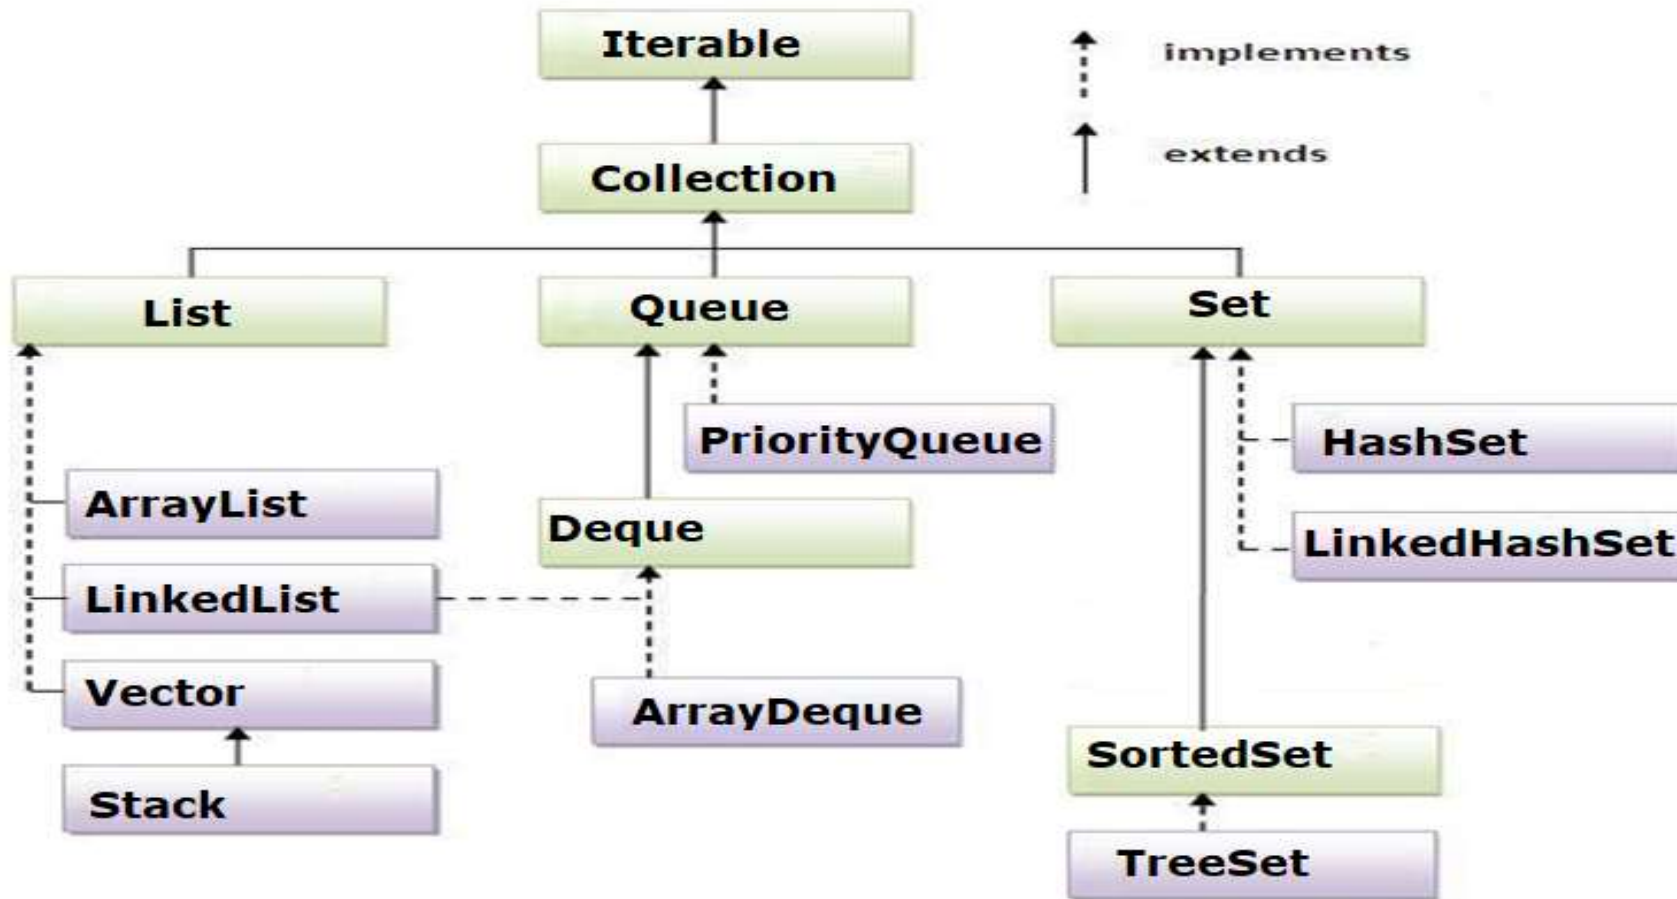 Iterable
implements
extends
Collection
List
Queue
Set
PriorityQueue
HashSet
ArrayList
Deque
LinkedHashSet
LinkedList
Vector
ArrayDeque
SortedSet
Stack
TreeSet